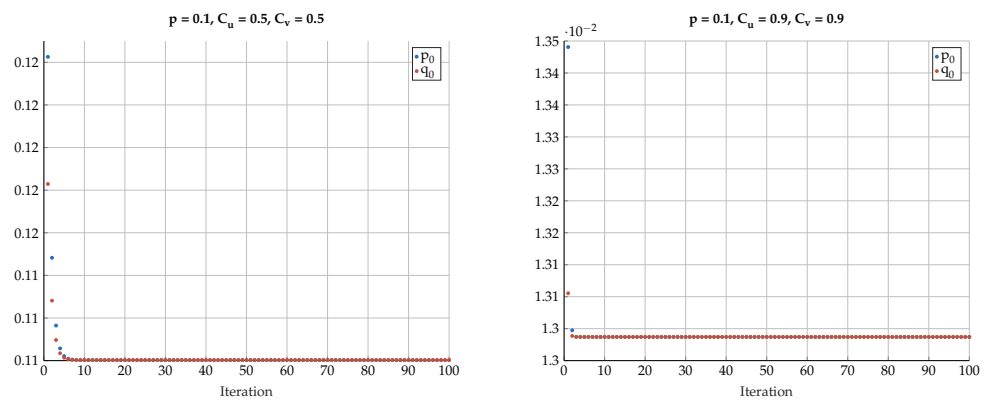 p = 0.1, C_u = 0.5, C_v = 0.5
p_0
q_0
0.12
0.12
0.12
0.12
0.12
0.11
0.11
0.11
0 10 20 30 40 50 60 70 80 90 100
Iteration
p = 0.1, C_u = 0.9, C_v = 0.9
·10⁻²
p_0
q_0
1.35
1.34
1.34
1.33
1.33
1.32
1.32
1.31
1.31
1.3
1.3
0 10 20 30 40 50 60 70 80 90 100
Iteration